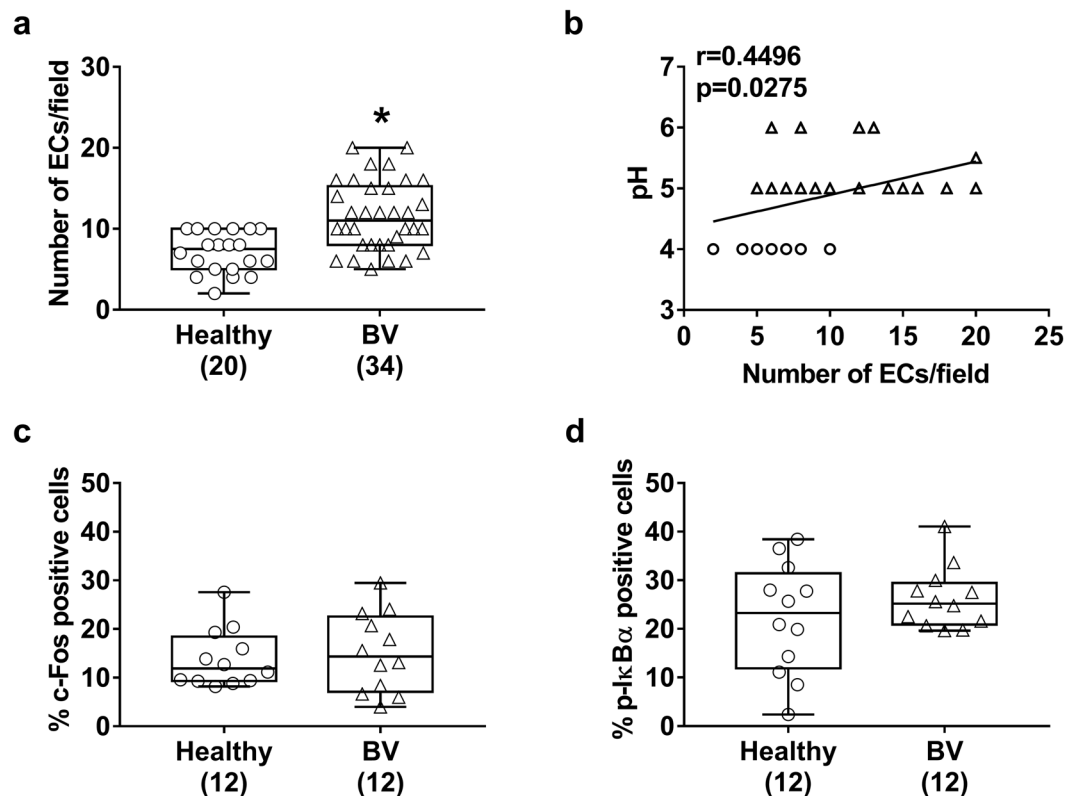 a
Number of ECs/field
30
20
10
0
*
Healthy
(20)
BV
(34)
b
r=0.4496
p=0.0275
pH
7
6
5
4
3
0
5
10
15
20
25
Number of ECs/field
c
% c-Fos positive cells
50
40
30
20
10
0
Healthy
(12)
BV
(12)
d
% p-IκBα positive cells
50
40
30
20
10
0
Healthy
(12)
BV
(12)